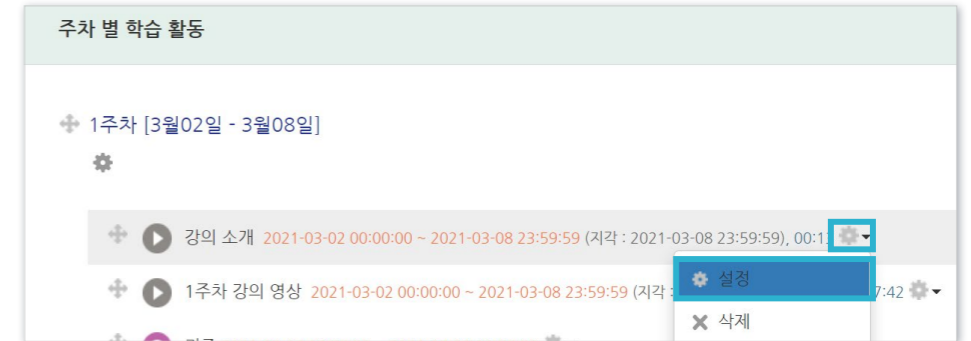 주차 별 학습 활동
1주차 [3월02일 - 3월08일]
강의 소개 2021-03-02 00:00:00 ~ 2021-03-08 23:59:59 (지각 : 2021-03-08 23:59:59), 00:1
설정
1주차 강의 영상 2021-03-02 00:00:00 ~ 2021-03-08 23:59:59 (지각 : 7:42
삭제